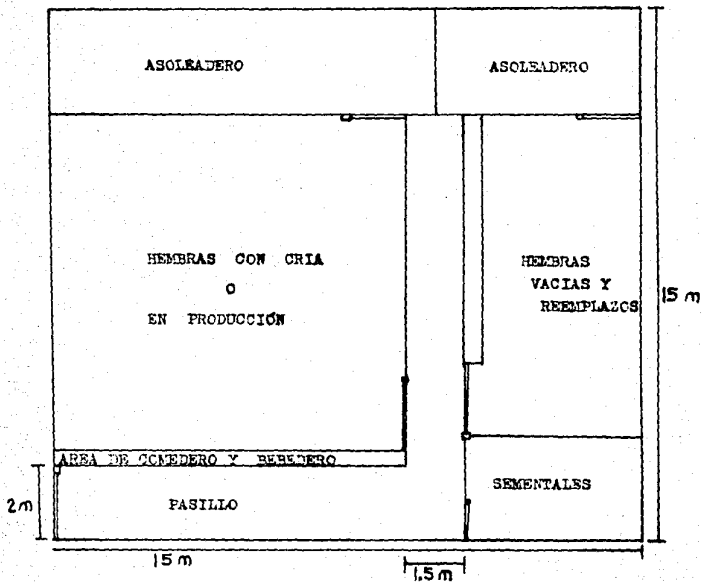 ASOLEADERO
ASOLEADERO
HEMBRAS CON CRIA
O
EN PRODUCCIÓN
HEMBRAS
VACIAS Y
REEMPLAZOS
15 m
AREA DE COMEDERO Y BEBEDERO
2m
PASILLO
SEMENTALES
15 m
1.5 m